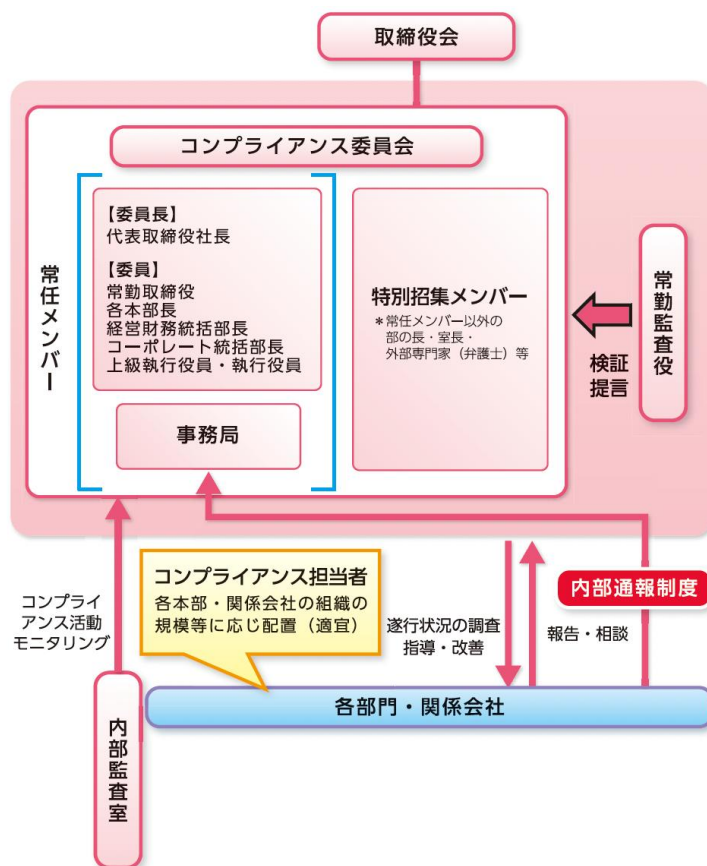 取締役会
コンプライアンス委員会
常任メンバー
【委員長】
代表取締役社長
【委員】
常勤取締役
各本部長
経営財務統括部長
コーポレート統括部長
上級執行役員・執行役員
事務局
特別招集メンバー
＊常任メンバー以外の
部の長・室長・
外部専門家（弁護士）等
常勤監査役
検証
提言
コンプライ
アンス活動
モニタリング
コンプライアンス担当者
各本部・関係会社の組織の
規模等に応じ配置（適宜）
遂行状況の調査
指導・改善
報告・相談
内部通報制度
各部門・関係会社
内部監査室